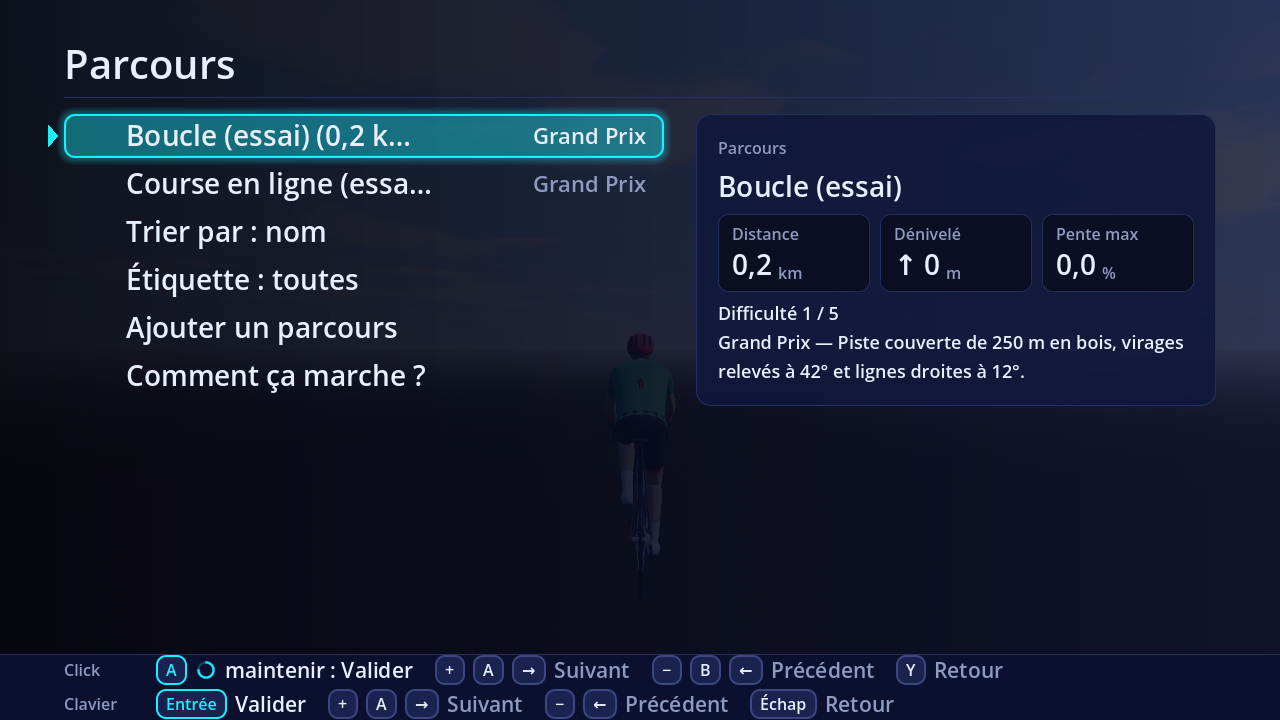 Parcours
Boucle (essai) (0,2 k... Grand Prix
Course en ligne (essa... Grand Prix
Trier par : nom
Étiquette : toutes
Ajouter un parcours
Comment ça marche ?
Parcours
Boucle (essai)
Distance Dénivelé Pente max
0,2 km ↑ 0 m 0,0 %
Difficulté 1 / 5
Grand Prix — Piste couverte de 250 m en bois, virages
relevés à 42° et lignes droites à 12°.
Click A maintenir : Valider + A → Suivant − B ← Précédent Y Retour
Clavier Entrée Valider + A → Suivant − ← Précédent Échap Retour